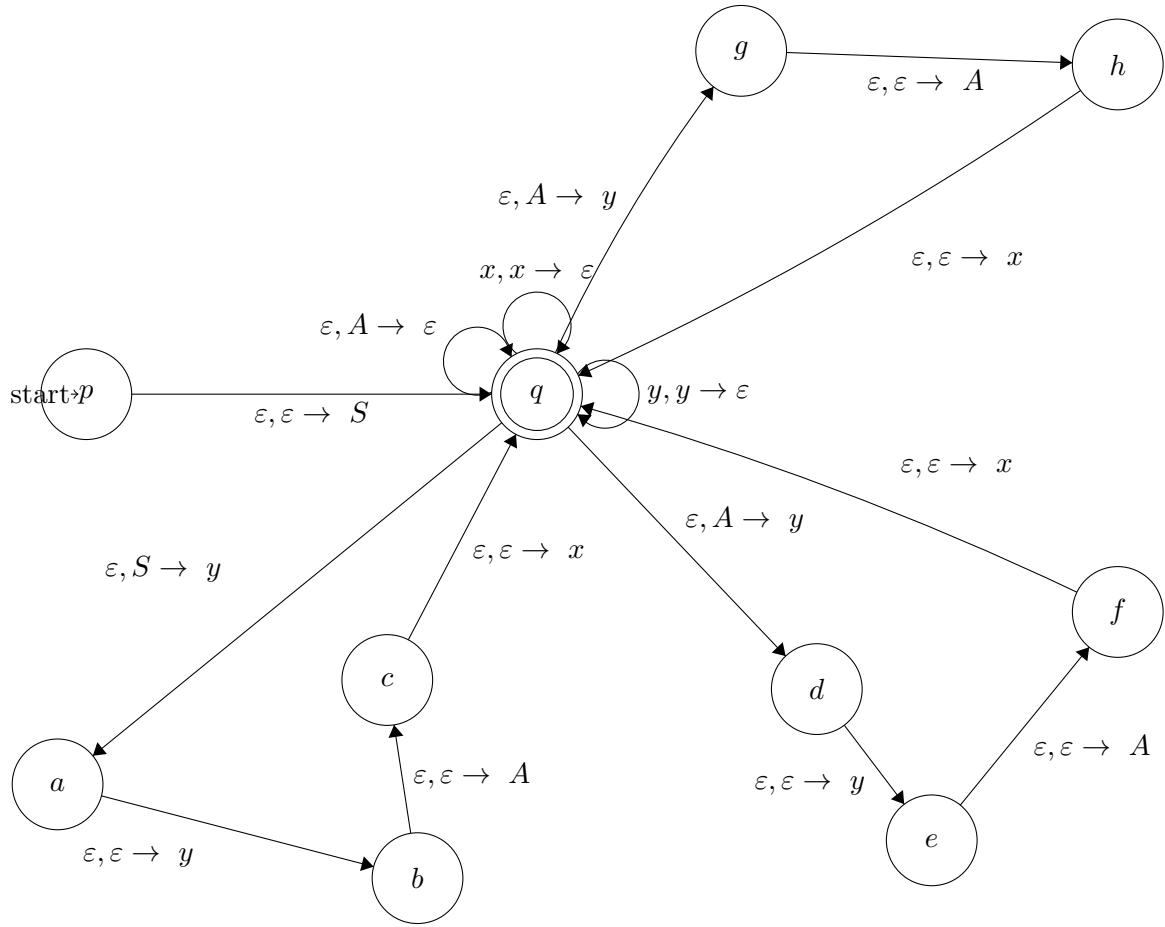 g
h
ε, ε → A
ε, A → y
ε, ε → x
x, x → ε
ε, A → ε
start
p
q
y, y → ε
ε, ε → S
ε, ε → x
ε, A → y
ε, ε → x
ε, S → y
f
c
d
ε, ε → A
ε, ε → A
a
ε, ε → y
e
ε, ε → y
b